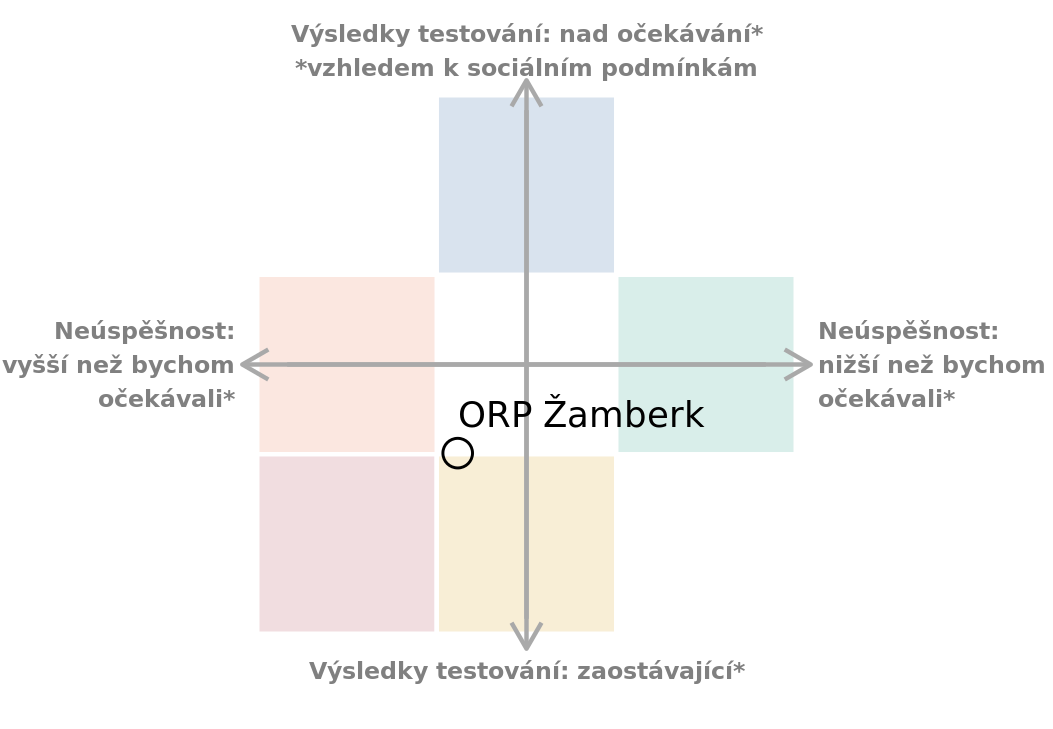 Výsledky testování: nad očekávání*
*vzhledem k sociálním podmínkám
Neúspěšnost:
vyšší než bychom
očekávali*
Neúspěšnost:
nižší než bychom
očekávali*
ORP Žamberk
Výsledky testování: zaostávající*